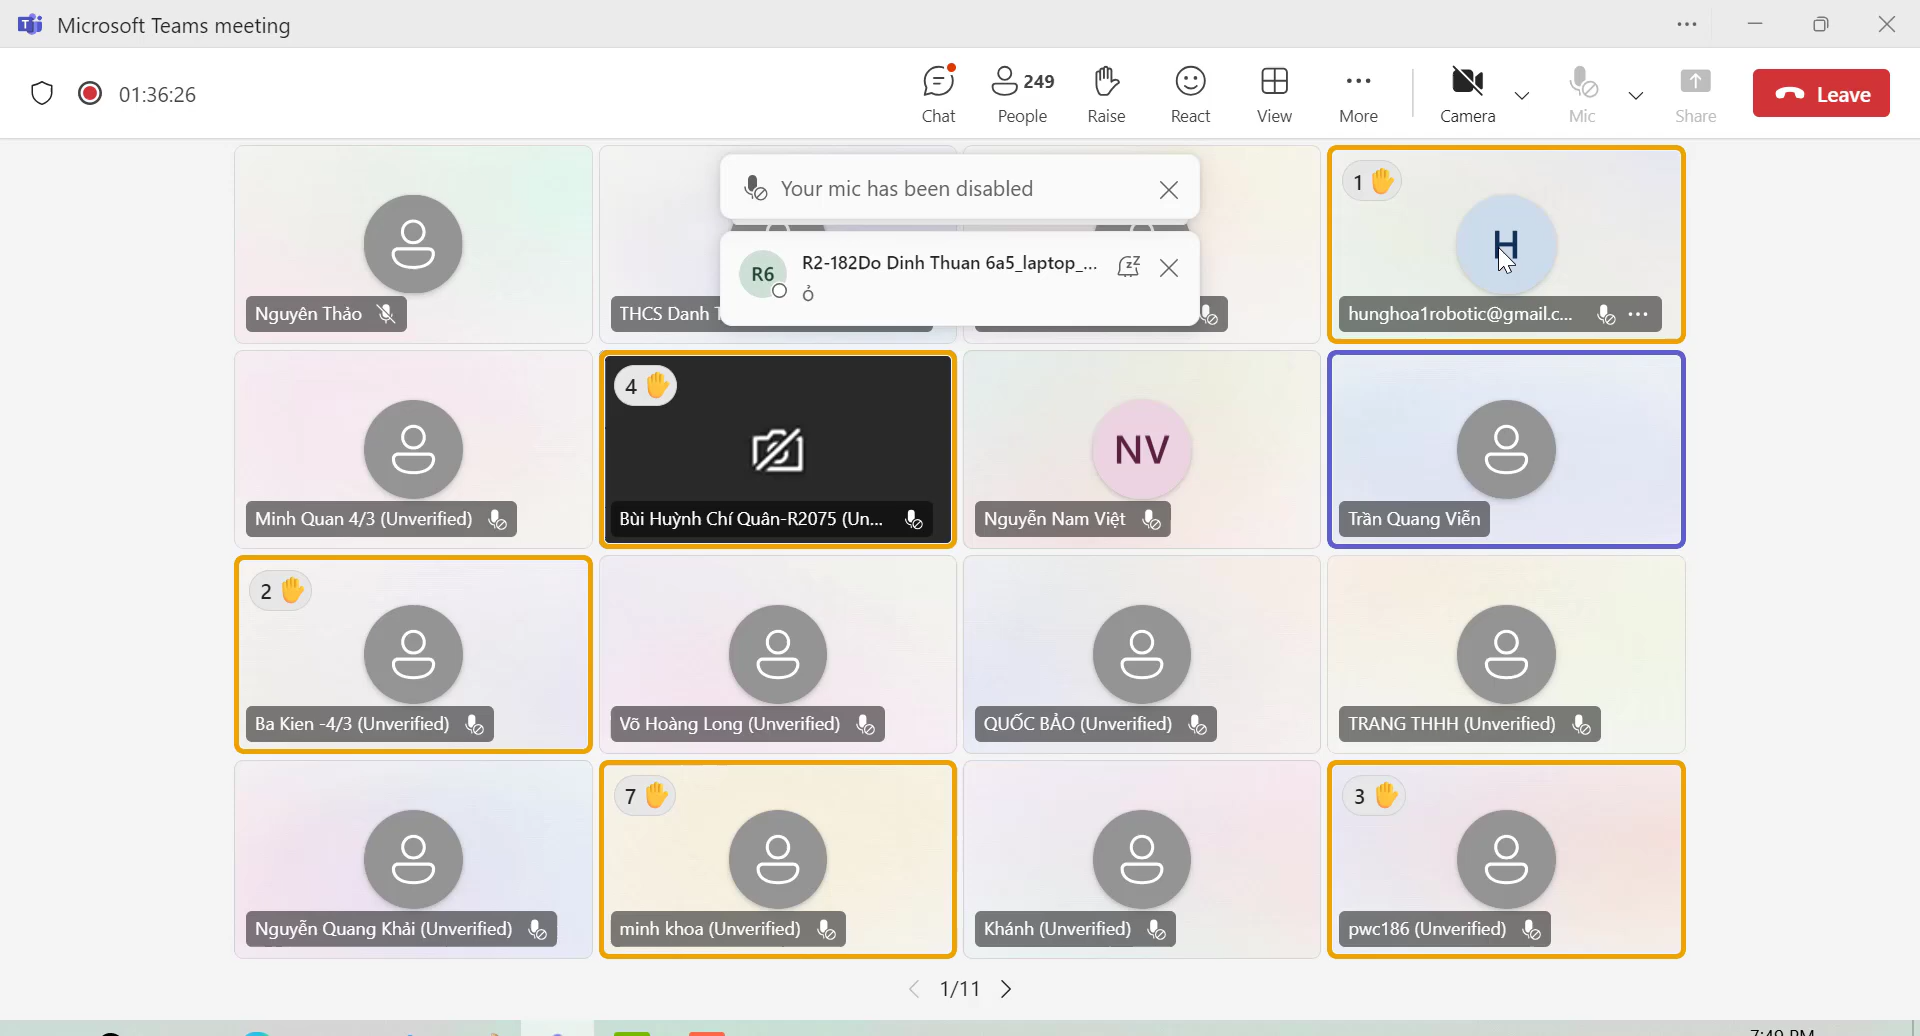 Microsoft Teams meeting
01:36:26
Chat
249
People
Raise
React
View
More
Camera
Mic
Share
Leave
Your mic has been disabled
R6
R2-182Do Dinh Thuan 6a5_laptop_...
ỏ
Nguyên Thảo
THCS Danh
1
H
hunghoa1robotic@gmail.c...
Minh Quan 4/3 (Unverified)
4
Bùi Huỳnh Chí Quân-R2075 (Un...
NV
Nguyễn Nam Việt
Trần Quang Viễn
2
Ba Kien -4/3 (Unverified)
Võ Hoàng Long (Unverified)
QUỐC BẢO (Unverified)
TRANG THHH (Unverified)
Nguyễn Quang Khải (Unverified)
7
minh khoa (Unverified)
Khánh (Unverified)
3
pwc186 (Unverified)
1/11
7:49 PM